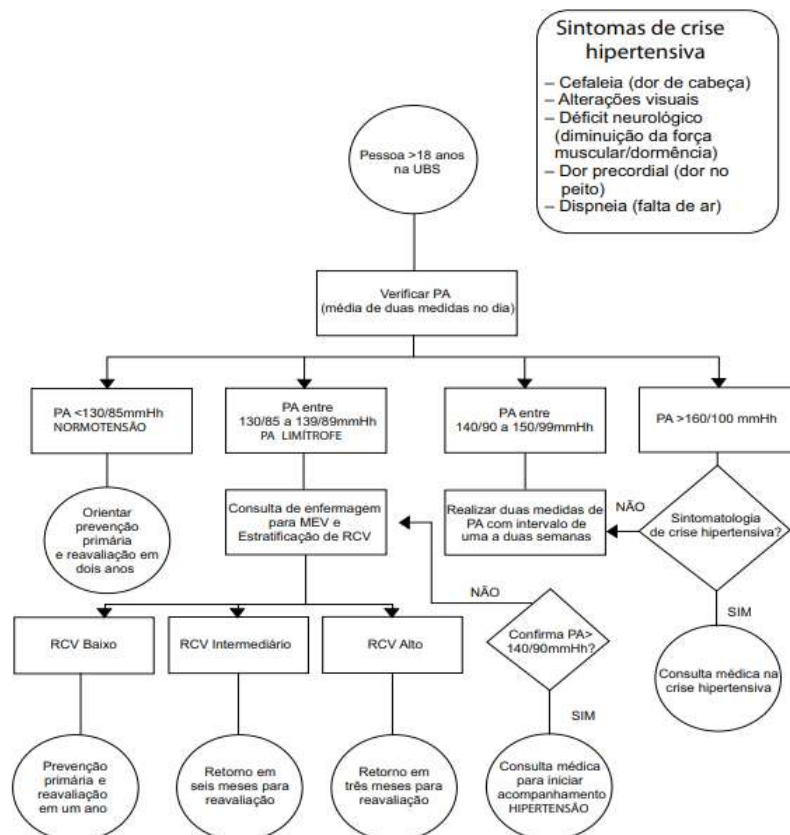 Sintomas de crise
hipertensiva
– Cefaleia (dor de cabeça)
– Alterações visuais
– Déficit neurológico
(diminuição da força
muscular/dormência)
– Dor precordial (dor no
peito)
– Dispneia (falta de ar)
Pessoa >18 anos
na UBS
Verificar PA
(média de duas medidas no dia)
PA <130/85mmHh
NORMOTENSÃO
PA entre
130/85 a 139/89mmHh
PA LIMÍTROFE
PA entre
140/90 a 150/99mmHh
PA >160/100 mmHh
Orientar
prevenção
primária
e reavaliação em
dois anos
Consulta de enfermagem
para MEV e
Estratificação de RCV
Realizar duas medidas de
PA com intervalo de
uma a duas semanas
NÃO
Sintomatologia
de crise hipertensiva?
NÃO
SIM
RCV Baixo
RCV Intermediário
RCV Alto
Confirma PA>
140/90mmHh?
Consulta médica na
crise hipertensiva
SIM
Prevenção
primária e
reavaliação
em um ano
Retorno em
seis meses para
reavaliação
Retorno em
três meses para
reavaliação
Consulta médica
para iniciar
acompanhamento
HIPERTENSÃO